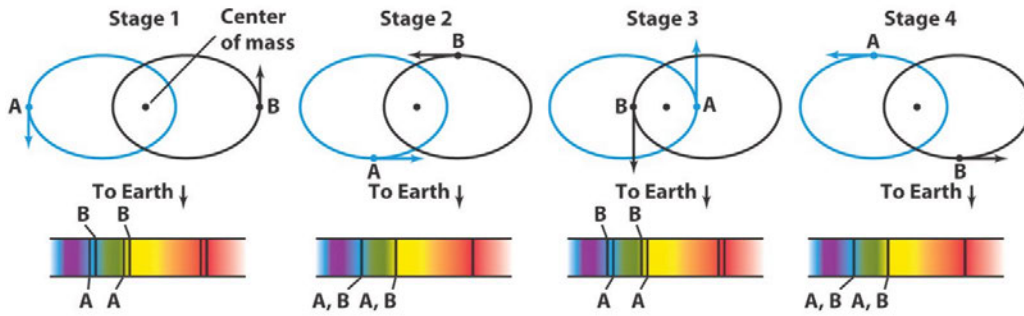 Stage 1
Center
of mass
A
B
To Earth
B B
A A
Stage 2
B
A
To Earth
A, B A, B
Stage 3
B
A
To Earth
B B
A A
Stage 4
A
B
To Earth
A, B A, B